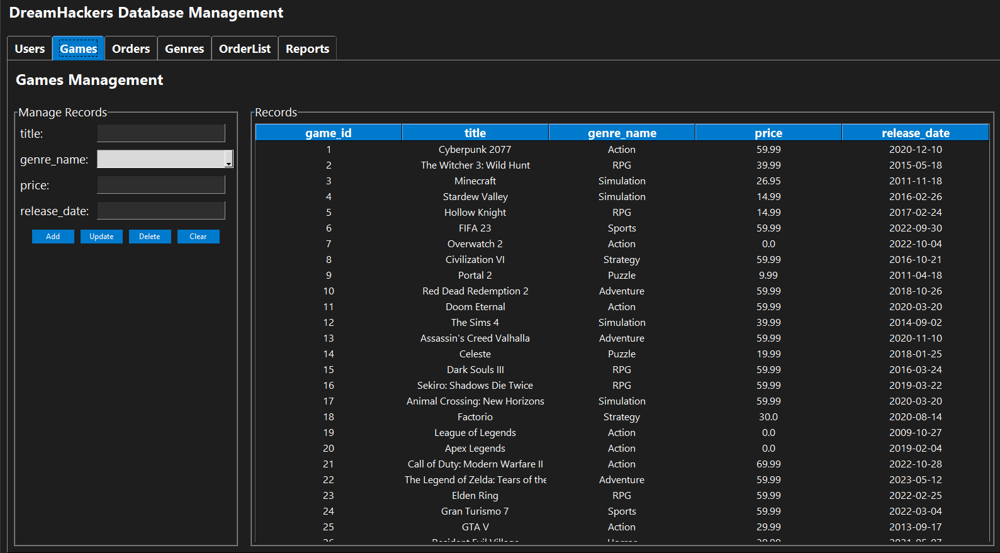 DreamHackers Database Management
Users Games Orders Genres OrderList Reports
Games Management
Manage Records
title:
genre_name:
price:
release_date:
Add Update Delete Clear
Records
game_id title genre_name price release_date
1 Cyberpunk 2077 Action 59.99 2020-12-10
2 The Witcher 3: Wild Hunt RPG 39.99 2015-05-18
3 Minecraft Simulation 26.95 2011-11-18
4 Stardew Valley Simulation 14.99 2016-02-26
5 Hollow Knight RPG 14.99 2017-02-24
6 FIFA 23 Sports 59.99 2022-09-30
7 Overwatch 2 Action 0.0 2022-10-04
8 Civilization VI Strategy 59.99 2016-10-21
9 Portal 2 Puzzle 9.99 2011-04-18
10 Red Dead Redemption 2 Adventure 59.99 2018-10-26
11 Doom Eternal Action 59.99 2020-03-20
12 The Sims 4 Simulation 39.99 2014-09-02
13 Assassin's Creed Valhalla Adventure 59.99 2020-11-10
14 Celeste Puzzle 19.99 2018-01-25
15 Dark Souls III RPG 59.99 2016-03-24
16 Sekiro: Shadows Die Twice RPG 59.99 2019-03-22
17 Animal Crossing: New Horizons Simulation 59.99 2020-03-20
18 Factorio Strategy 30.0 2020-08-14
19 League of Legends Action 0.0 2009-10-27
20 Apex Legends Action 0.0 2019-02-04
21 Call of Duty: Modern Warfare II Action 69.99 2022-10-28
22 The Legend of Zelda: Tears of the Adventure 59.99 2023-05-12
23 Elden Ring RPG 59.99 2022-02-25
24 Gran Turismo 7 Sports 59.99 2022-03-04
25 GTA V Action 29.99 2013-09-17
Resident Evil Village Horror